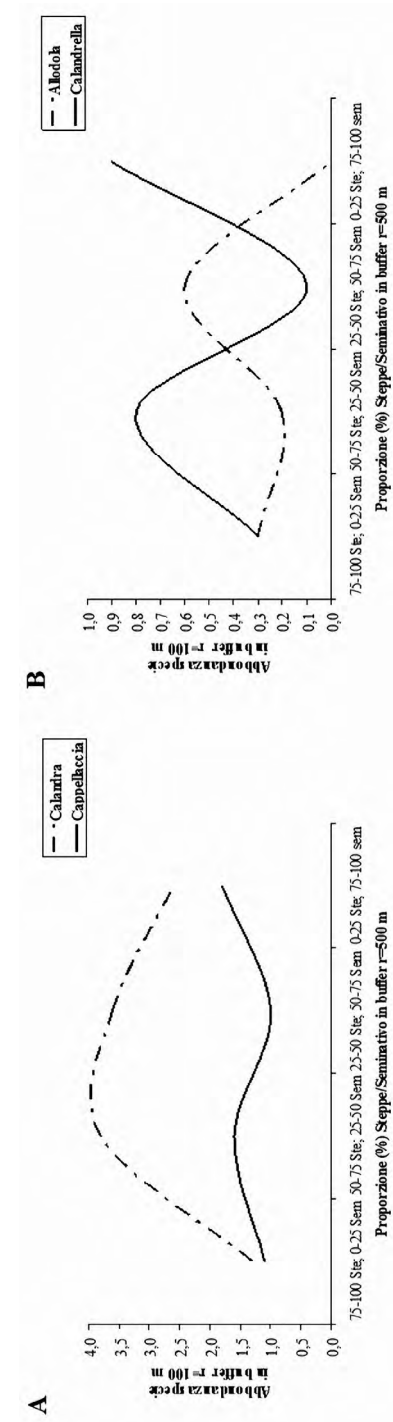 A
Calandra
Cappellaccia
4,0
3,5
3,0
2,5
2,0
1,5
1,0
0,5
0,0
Abbondanza specie
in buffer r= 100 m
75-100 Ste; 0-25 Sem 50-75 Ste; 25-50 Sem 25-50 Ste; 50-75 Sem 0-25 Ste; 75-100 sem
Proporzione (%) Steppe/Seminativo in buffer r=500 m
B
Allodola
Calandrella
1,0
0,9
0,8
0,7
0,6
0,5
0,4
0,3
0,2
0,1
0,0
Abbondanza specie
in buffer r= 100 m
75-100 Ste; 0-25 Sem 50-75 Ste; 25-50 Sem 25-50 Ste; 50-75 Sem 0-25 Ste; 75-100 sem
Proporzione (%) Steppe/Seminativo in buffer r=500 m